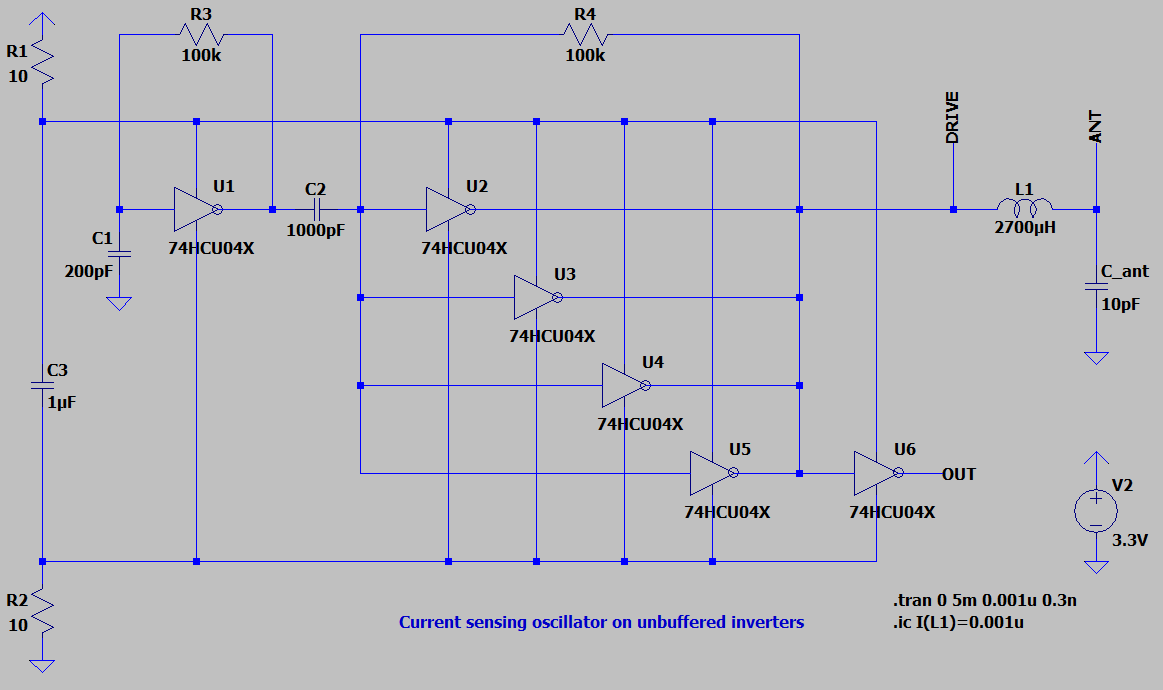 R1
10
R3
100k
R4
100k
DRIVE
ANT
U1
74HCU04X
C1
200pF
C2
1000pF
U2
74HCU04X
L1
2700µH
U3
74HCU04X
C_ant
10pF
C3
1µF
U4
74HCU04X
U5
74HCU04X
U6
74HCU04X
OUT
V2
3.3V
R2
10
Current sensing oscillator on unbuffered inverters
.tran 0 5m 0.001u 0.3n
.ic I(L1)=0.001u